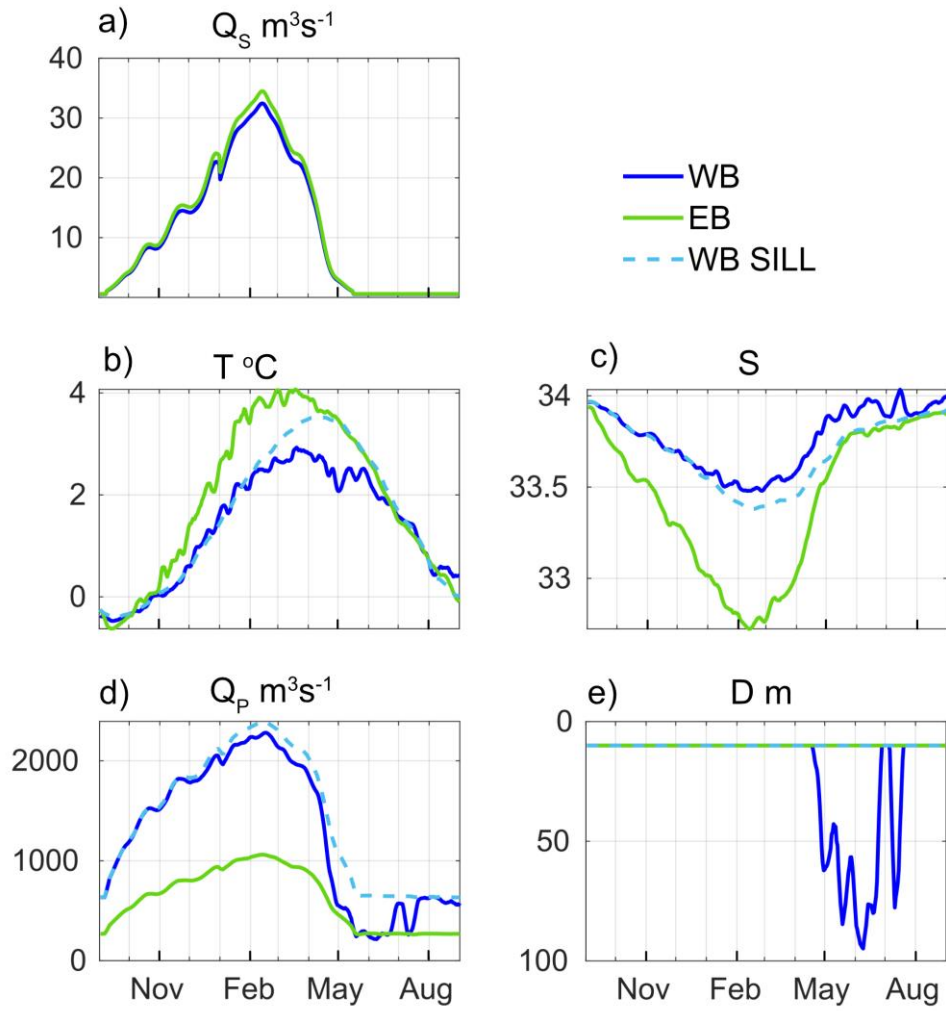 a) Q_S m³s⁻¹
40
30
20
10
WB
EB
WB SILL
b) T °C
4
2
0
c) S
34
33.5
33
d) Q_P m³s⁻¹
2000
1000
0
Nov Feb May Aug
e) D m
0
50
100
Nov Feb May Aug